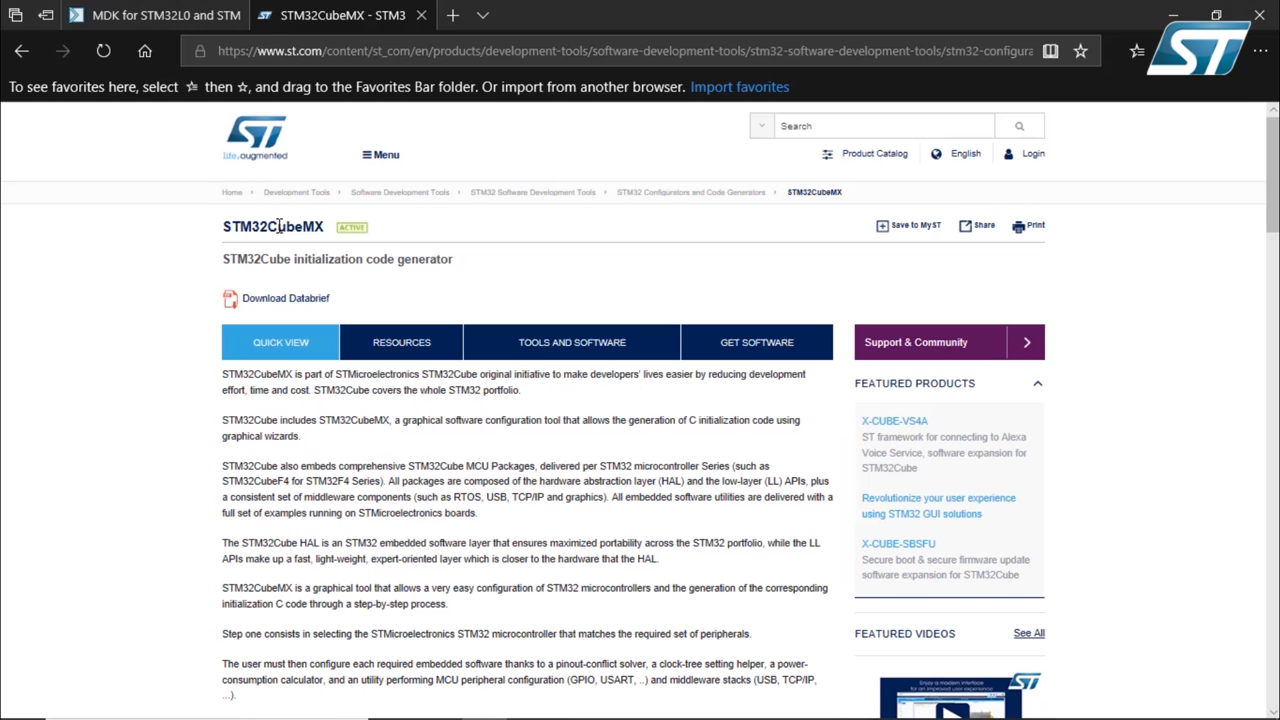 MDK for STM32L0 and STM
STM32CubeMX - STM3
https://www.st.com/content/st_com/en/products/development-tools/software-development-tools/stm32-software-development-tools/stm32-configura
ST
To see favorites here, select then , and drag to the Favorites Bar folder. Or import from another browser. Import favorites
ST
life.augmented
Menu
Search
Product Catalog
English
Login
Home
Development Tools
Software Development Tools
STM32 Software Development Tools
STM32 Configurators and Code Generators
STM32CubeMX
STM32CubeMX ACTIVE
Save to MyST
Share
Print
STM32Cube initialization code generator
Download Databrief
QUICK VIEW
RESOURCES
TOOLS AND SOFTWARE
GET SOFTWARE
STM32CubeMX is part of STMicroelectronics STM32Cube original initiative to make developers' lives easier by reducing development
effort, time and cost. STM32Cube covers the whole STM32 portfolio.
STM32Cube includes STM32CubeMX, a graphical software configuration tool that allows the generation of C initialization code using
graphical wizards.
STM32Cube also embeds comprehensive STM32Cube MCU Packages, delivered per STM32 microcontroller Series (such as
STM32CubeF4 for STM32F4 Series). All packages are composed of the hardware abstraction layer (HAL) and the low-layer (LL) APIs, plus
a consistent set of middleware components (such as RTOS, USB, TCP/IP and graphics). All embedded software utilities are delivered with a
full set of examples running on STMicroelectronics boards.
The STM32Cube HAL is an STM32 embedded software layer that ensures maximized portability across the STM32 portfolio, while the LL
APIs make up a fast, light-weight, expert-oriented layer which is closer to the hardware that the HAL.
STM32CubeMX is a graphical tool that allows a very easy configuration of STM32 microcontrollers and the generation of the corresponding
initialization C code through a step-by-step process.
Step one consists in selecting the STMicroelectronics STM32 microcontroller that matches the required set of peripherals.
The user must then configure each required embedded software thanks to a pinout-conflict solver, a clock-tree setting helper, a power-
consumption calculator, and an utility performing MCU peripheral configuration (GPIO, USART, ..) and middleware stacks (USB, TCP/IP,
...).
Support & Community
FEATURED PRODUCTS
X-CUBE-VS4A
ST framework for connecting to Alexa
Voice Service, software expansion for
STM32Cube
Revolutionize your user experience
using STM32 GUI solutions
X-CUBE-SBSFU
Secure boot & secure firmware update
software expansion for STM32Cube
FEATURED VIDEOS
See All
Enjoy a modern interface
for an improved user experience
ST